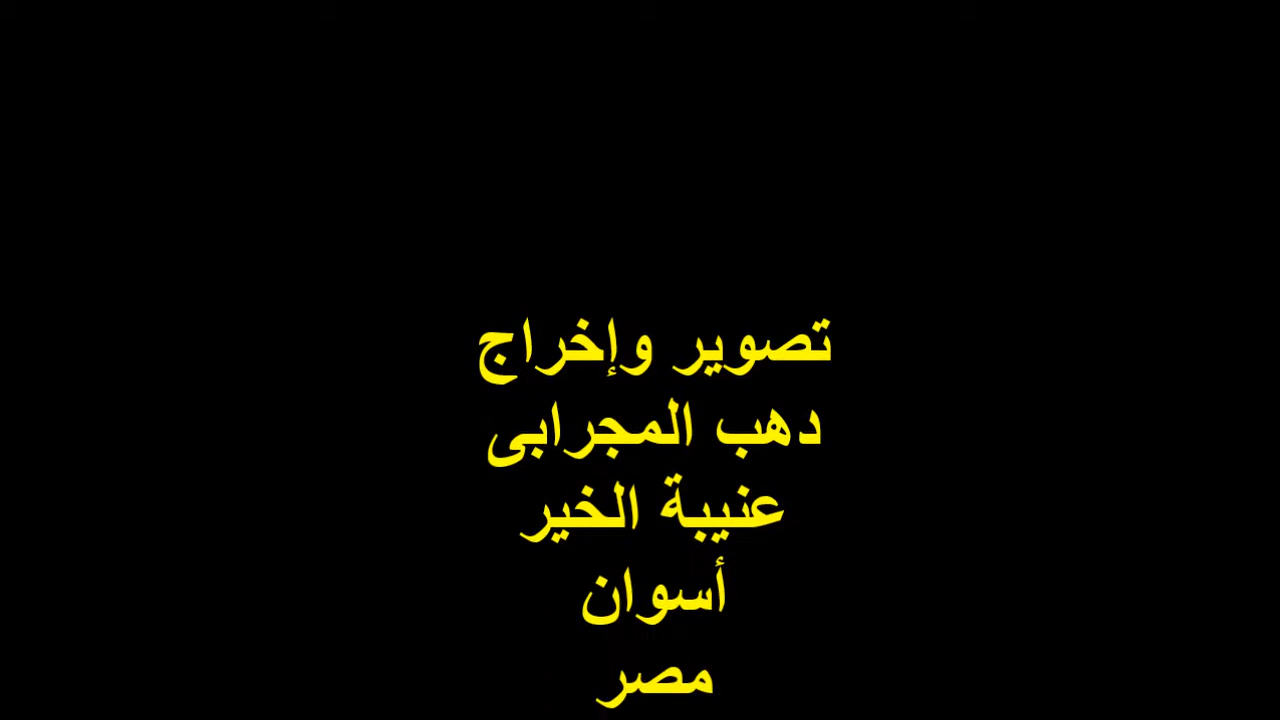 تصوير وإخراج
دهب المجرابى
عنيبة الخير
أسوان
مصر